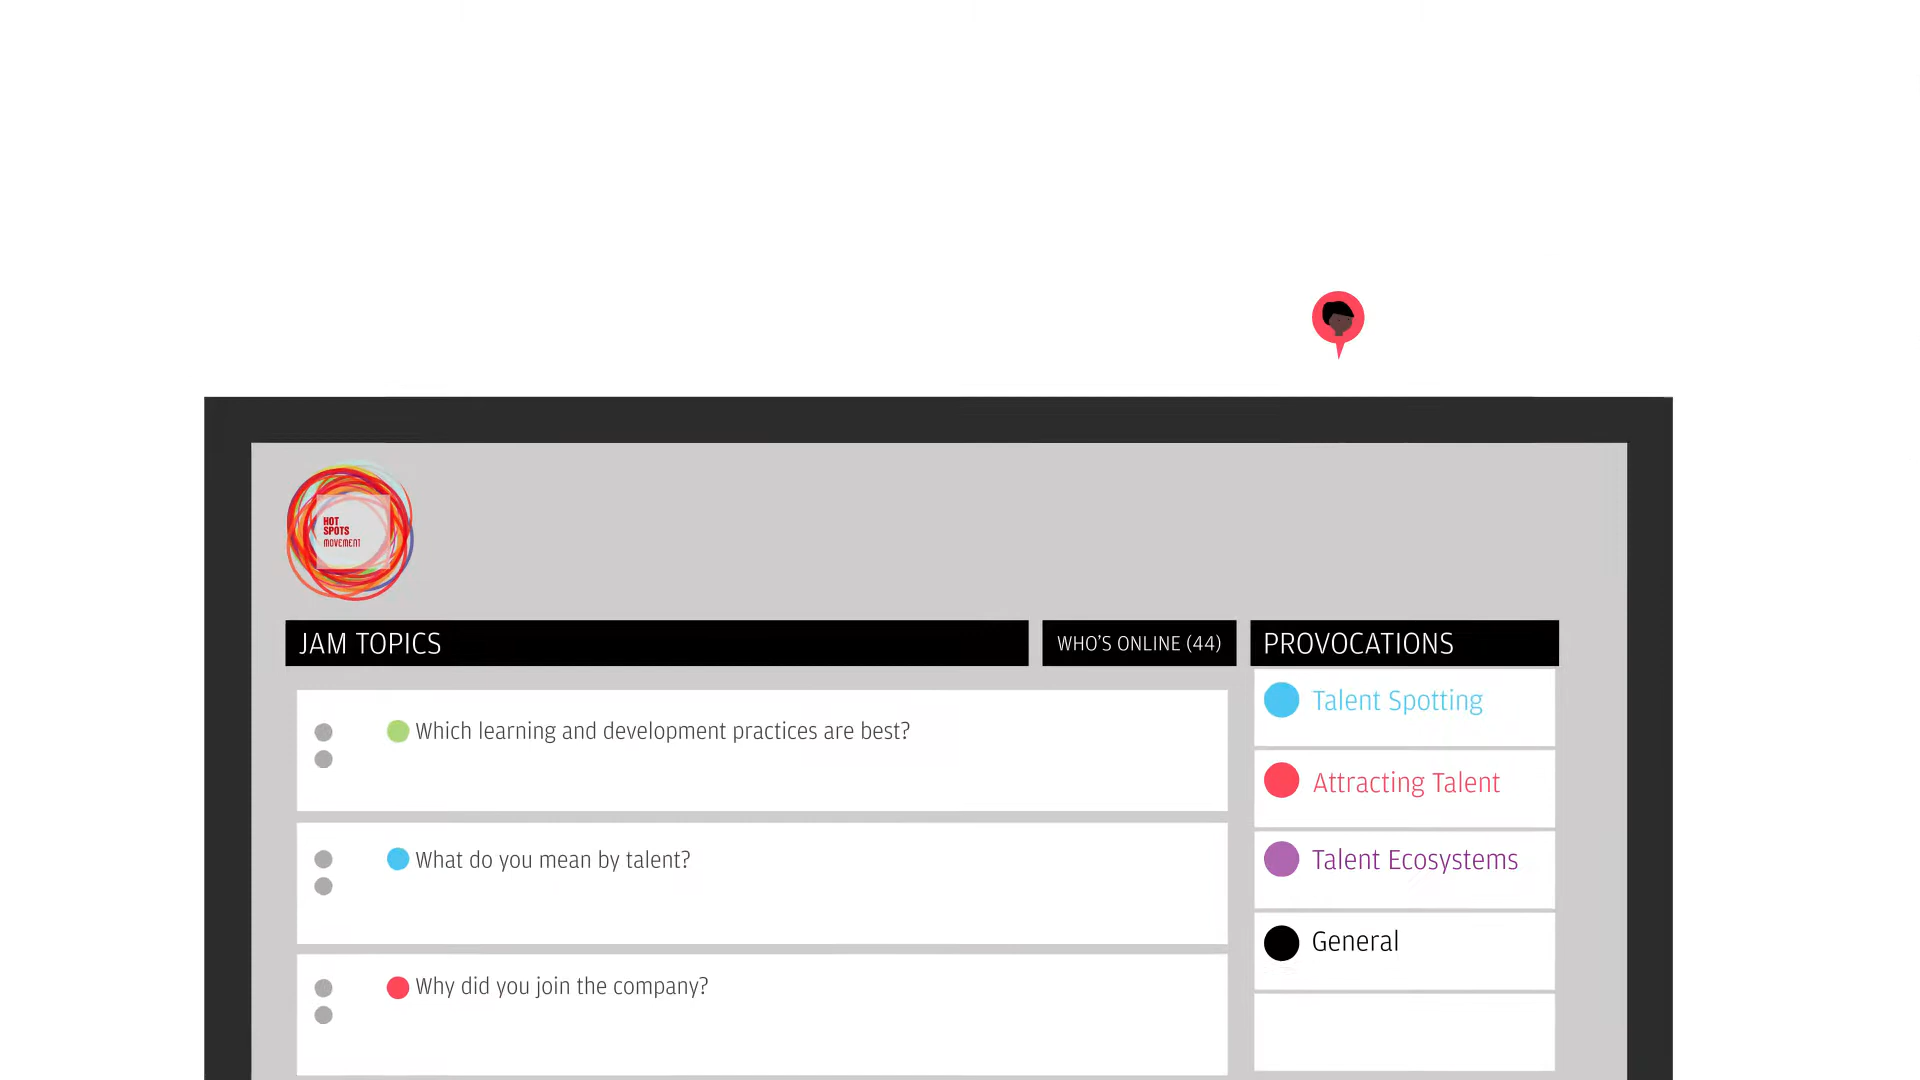 HOT
SPOTS
MOVEMENT
JAM TOPICS
WHO'S ONLINE (44)
PROVOCATIONS
Which learning and development practices are best?
What do you mean by talent?
Why did you join the company?
Talent Spotting
Attracting Talent
Talent Ecosystems
General